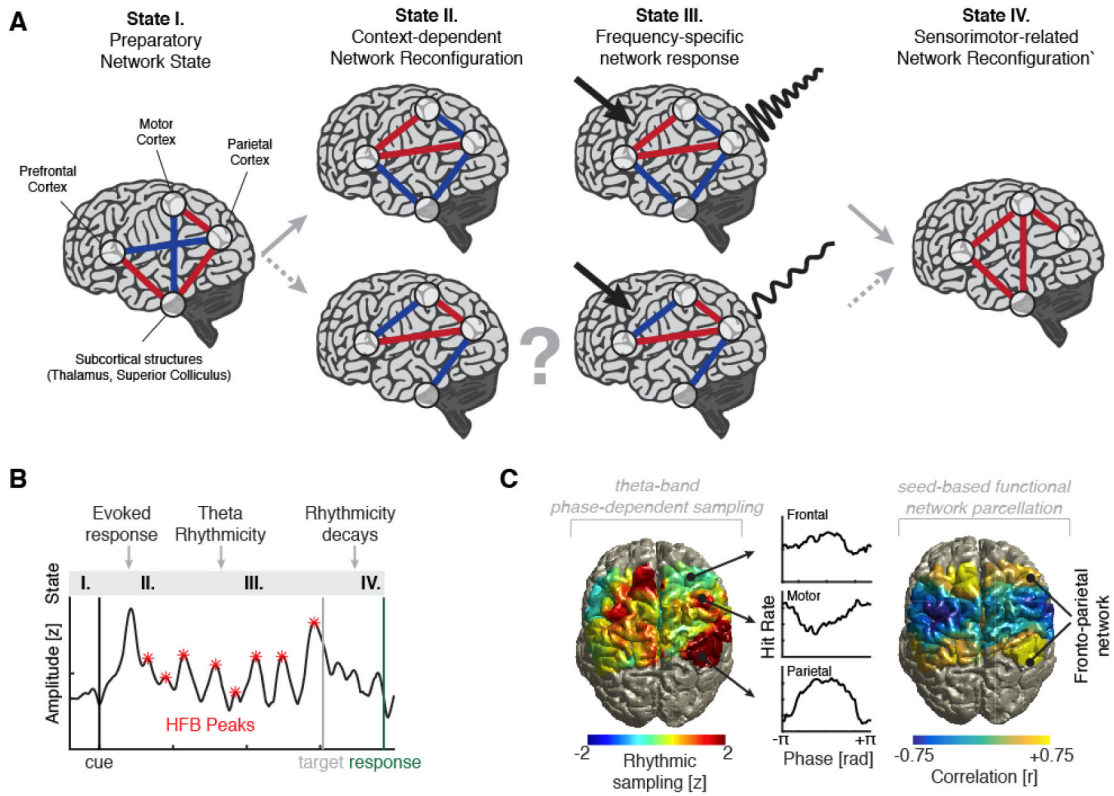 A
State I.
Preparatory
Network State
State II.
Context-dependent
Network Reconfiguration
State III.
Frequency-specific
network response
State IV.
Sensorimotor-related
Network Reconfiguration`
Motor
Cortex
Parietal
Cortex
Prefrontal
Cortex
Subcortical structures
(Thalamus, Superior Colliculus)
?
B
Evoked
response
Theta
Rhythmicity
Rhythmicity
decays
State
I.
II.
III.
IV.
Amplitude [z]
HFB Peaks
cue
target
response
C
theta-band
phase-dependent sampling
seed-based functional
network parcellation
Frontal
Motor
Parietal
Hit Rate
-π
+π
Phase [rad]
Fronto-parietal
network
-2
2
Rhythmic
sampling [z]
-0.75
+0.75
Correlation [r]